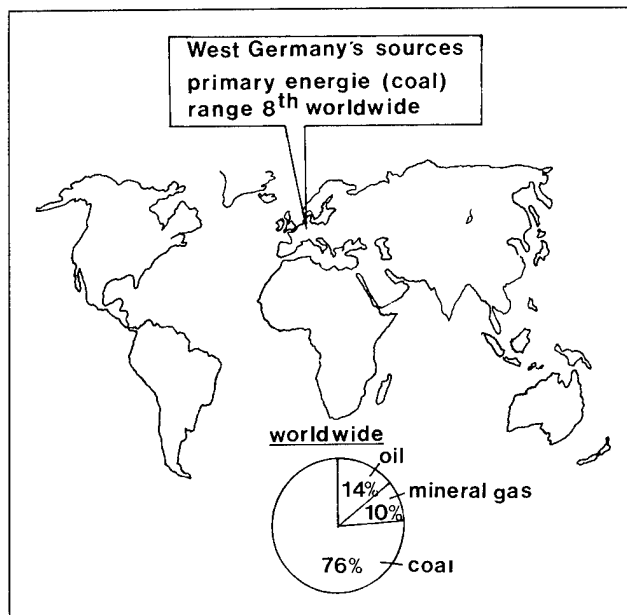 West Germany's sources
primary energie (coal)
range 8th worldwide
worldwide
oil
14%
mineral gas
10%
76%
coal